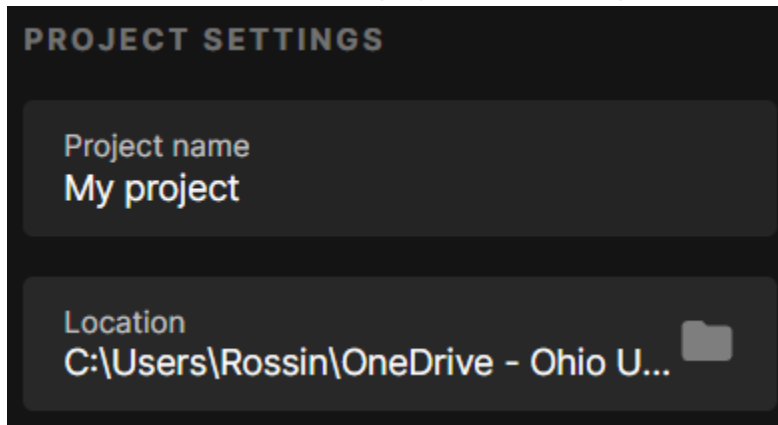 PROJECT SETTINGS
Project name
My project
Location
C:\Users\Rossin\OneDrive - Ohio U...